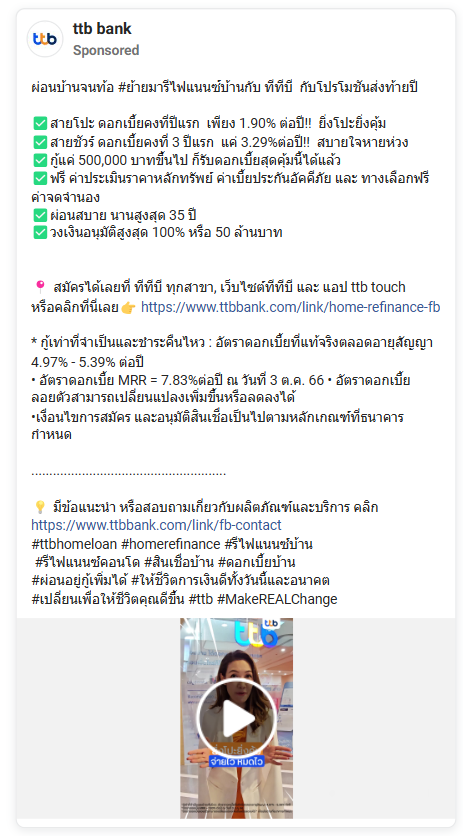 ttb bank
ttb
Sponsored
ผ่อนบ้านจนท้อ #ย้ายมารีไฟแนนซ์บ้านกับ ทีทีบี กับโปรโมชันส่งท้ายปี
✅ สายโปะ ดอกเบี้ยคงที่ปีแรก เพียง 1.90% ต่อปี!! ยิ่งโปะยิ่งคุ้ม
✅ สายชัวร์ ดอกเบี้ยคงที่ 3 ปีแรก แค่ 3.29%ต่อปี!! สบายใจหายห่วง
✅ กู้แค่ 500,000 บาทขึ้นไป ก็รับดอกเบี้ยสุดคุ้มนี้ได้แล้ว
✅ ฟรี ค่าประเมินราคาหลักทรัพย์ ค่าเบี้ยประกันอัคคีภัย และ ทางเลือกฟรี
ค่าจดจำนอง
✅ ผ่อนสบาย นานสูงสุด 35 ปี
✅ วงเงินอนุมัติสูงสุด 100% หรือ 50 ล้านบาท
📍 สมัครได้เลยที่ ทีทีบี ทุกสาขา, เว็บไซต์ทีทีบี และ แอป ttb touch
หรือคลิกที่นี่เลย👉 https://www.ttbbank.com/link/home-refinance-fb
* กู้เท่าที่จำเป็นและชำระคืนไหว : อัตราดอกเบี้ยที่แท้จริงตลอดอายุสัญญา
4.97% - 5.39% ต่อปี
• อัตราดอกเบี้ย MRR = 7.83%ต่อปี ณ วันที่ 3 ต.ค. 66 • อัตราดอกเบี้ย
ลอยตัวสามารถเปลี่ยนแปลงเพิ่มขึ้นหรือลดลงได้
•เงื่อนไขการสมัคร และอนุมัติสินเชื่อเป็นไปตามหลักเกณฑ์ที่ธนาคาร
กำหนด
......................................................
💡 มีข้อแนะนำ หรือสอบถามเกี่ยวกับผลิตภัณฑ์และบริการ คลิก
https://www.ttbbank.com/link/fb-contact
#ttbhomeloan #homerefinance #รีไฟแนนซ์บ้าน
#รีไฟแนนซ์คอนโด #สินเชื่อบ้าน #ดอกเบี้ยบ้าน
#ผ่อนอยู่กู้เพิ่มได้ #ให้ชีวิตการเงินดีทั้งวันนี้และอนาคต
#เปลี่ยนเพื่อให้ชีวิตคุณดีขึ้น #ttb #MakeREALChange
ttb
ttb
จ่ายไว หมดไว